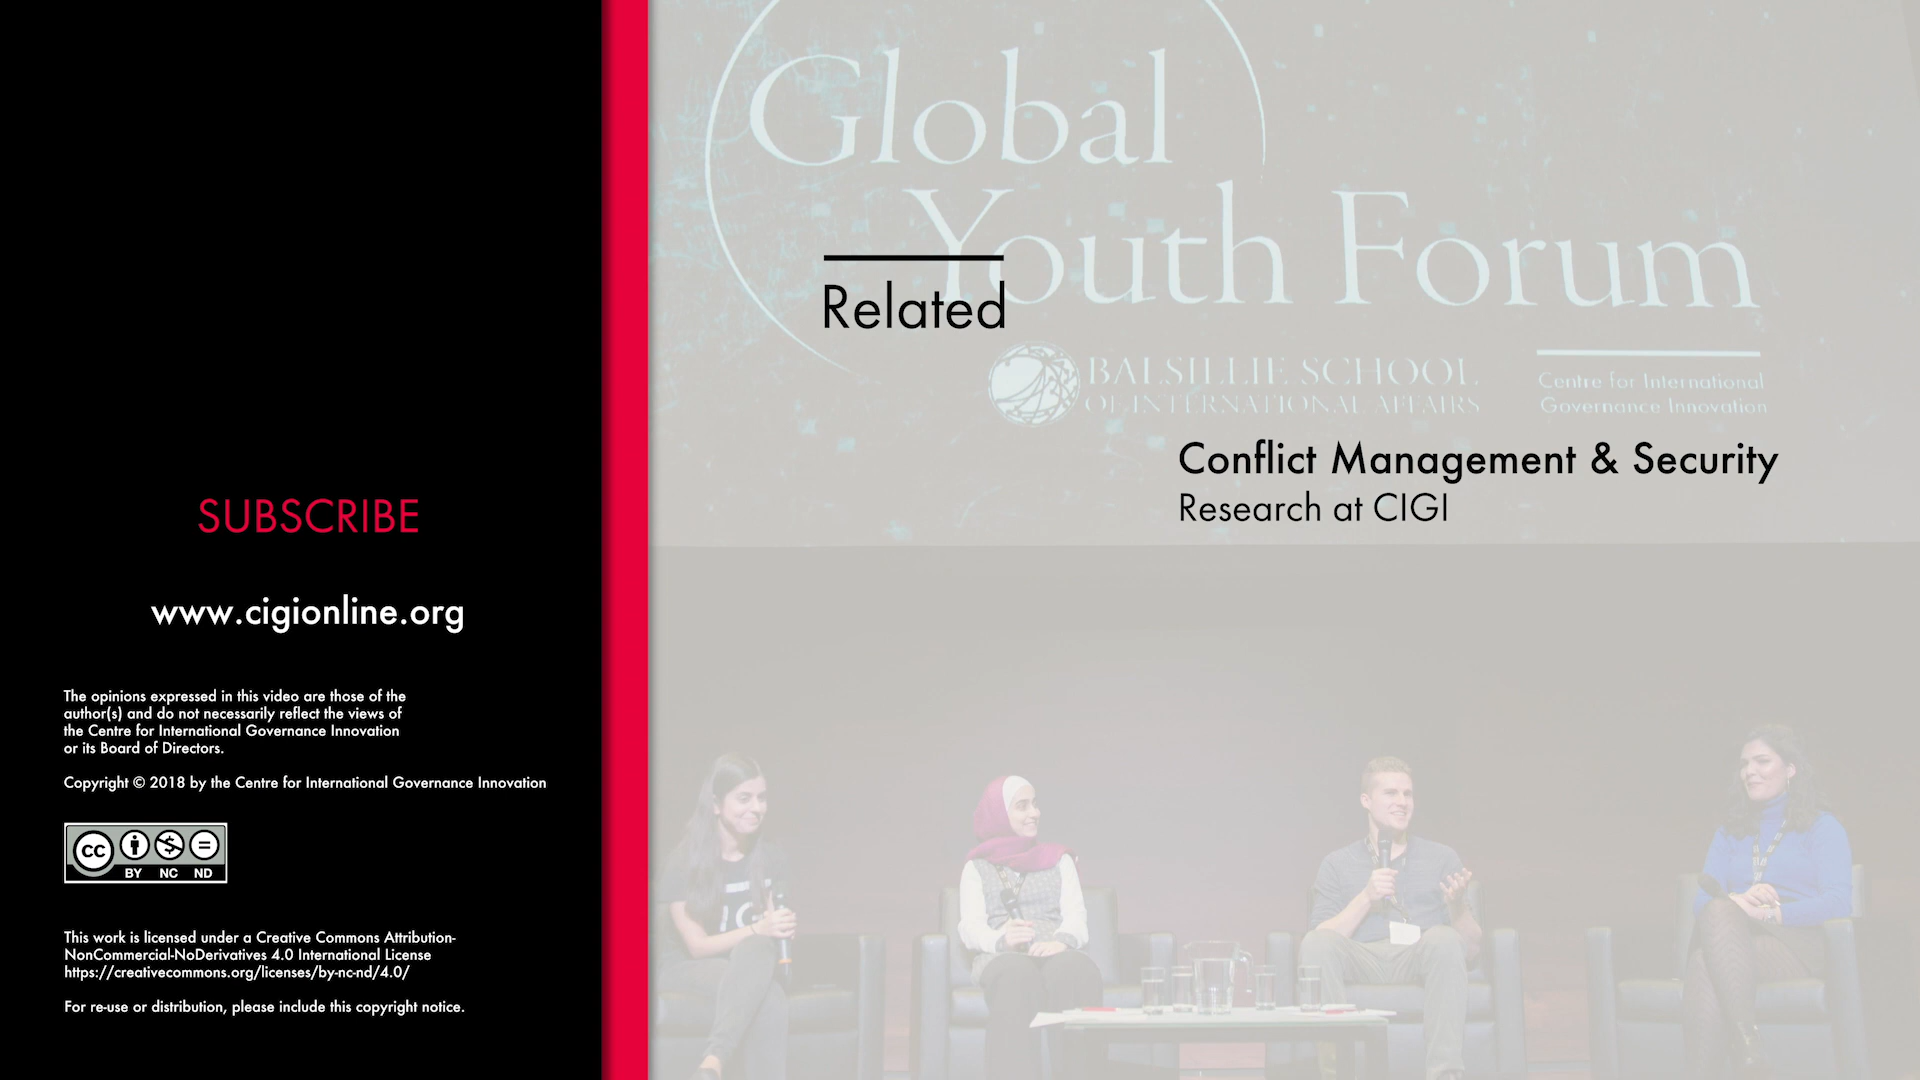 SUBSCRIBE
www.cigionline.org
The opinions expressed in this video are those of the
author(s) and do not necessarily reflect the views of
the Centre for International Governance Innovation
or its Board of Directors.
Copyright © 2018 by the Centre for International Governance Innovation
CC BY NC ND
This work is licensed under a Creative Commons Attribution-
NonCommercial-NoDerivatives 4.0 International License
https://creativecommons.org/licenses/by-nc-nd/4.0/
For re-use or distribution, please include this copyright notice.
Global
Youth Forum
Related
BALSILLIE SCHOOL
OF INTERNATIONAL AFFAIRS
Centre for International
Governance Innovation
Conflict Management & Security
Research at CIGI